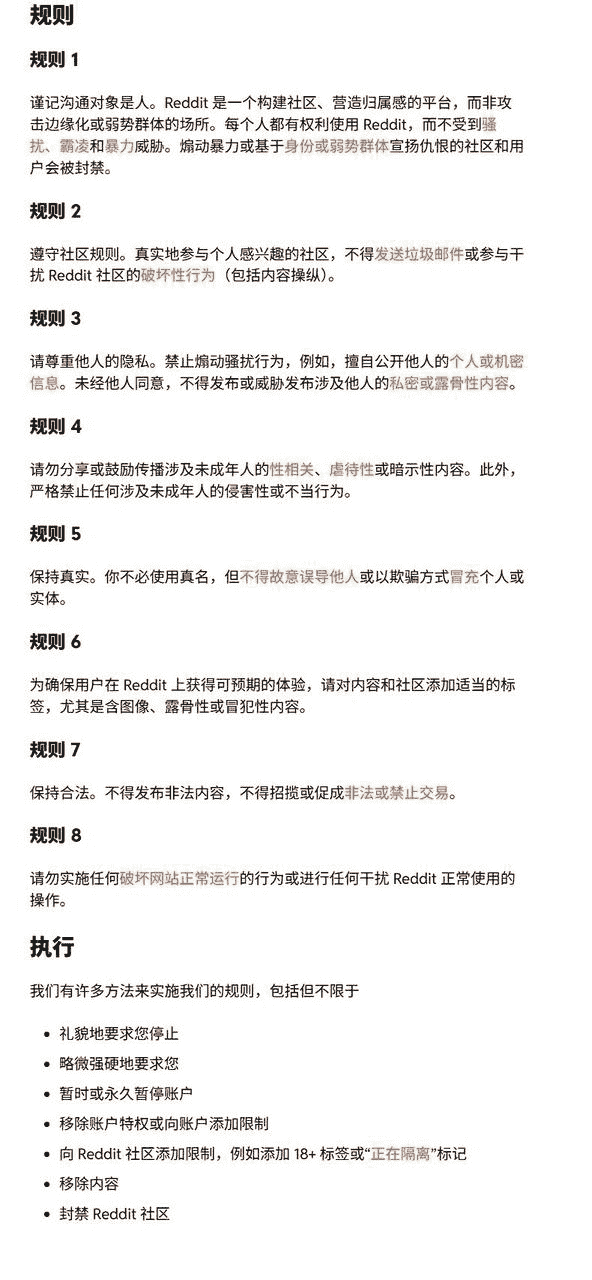 规则
规则 1
谨记沟通对象是人。Reddit 是一个构建社区、营造归属感的平台，而非攻
击边缘化或弱势群体的场所。每个人都有权利使用 Reddit，而不受到骚
扰、霸凌和暴力威胁。煽动暴力或基于身份或弱势群体宣扬仇恨的社区和用
户会被封禁。
规则 2
遵守社区规则。真实地参与个人感兴趣的社区，不得发送垃圾邮件或参与干
扰 Reddit 社区的破坏性行为（包括内容操纵）。
规则 3
请尊重他人的隐私。禁止煽动骚扰行为，例如，擅自公开他人的个人或机密
信息。未经他人同意，不得发布或威胁发布涉及他人的私密或露骨性内容。
规则 4
请勿分享或鼓励传播涉及未成年人的性相关、虐待性或暗示性内容。此外，
严格禁止任何涉及未成年人的侵害性或不当行为。
规则 5
保持真实。你不必使用真名，但不得故意误导他人或以欺骗方式冒充个人或
实体。
规则 6
为确保用户在 Reddit 上获得可预期的体验，请对内容和社区添加适当的标
签，尤其是含图像、露骨性或冒犯性内容。
规则 7
保持合法。不得发布非法内容，不得招揽或促成非法或禁止交易。
规则 8
请勿实施任何破坏网站正常运行的行为或进行任何干扰 Reddit 正常使用的
操作。
执行
我们有许多方法来实施我们的规则，包括但不限于
• 礼貌地要求您停止
• 略微强硬地要求您
• 暂时或永久暂停账户
• 移除账户特权或向账户添加限制
• 向 Reddit 社区添加限制，例如添加 18+ 标签或“正在隔离”标记
• 移除内容
• 封禁 Reddit 社区